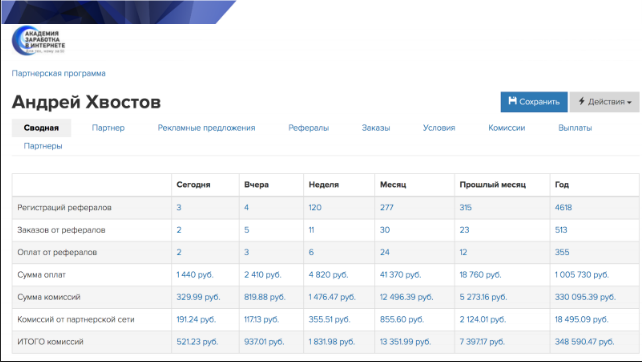 АКАДЕМИЯ
ЗАРАБОТКА
В ИНТЕРНЕТЕ
Партнерская программа
Андрей Хвостов
Сохранить Действия
Сводная Партнер Рекламные предложения Рефералы Заказы Условия Комиссии Выплаты
Партнеры
Сегодня Вчера Неделя Месяц Прошлый месяц Год
Регистраций рефералов 3 4 120 277 315 4618
Заказов от рефералов 2 5 11 30 23 513
Оплат от рефералов 2 3 6 24 12 355
Сумма оплат 1 440 руб. 2 410 руб. 4 820 руб. 41 370 руб. 18 760 руб. 1 005 730 руб.
Сумма комиссий 329.99 руб. 819.88 руб. 1 476.47 руб. 12 496.39 руб. 5 273.16 руб. 330 095.39 руб.
Комиссий от партнерской сети 191.24 руб. 117.13 руб. 355.51 руб. 855.60 руб. 2 124.01 руб. 18 495.09 руб.
ИТОГО комиссий 521.23 руб. 937.01 руб. 1 831.98 руб. 13 351.99 руб. 7 397.17 руб. 348 590.47 руб.